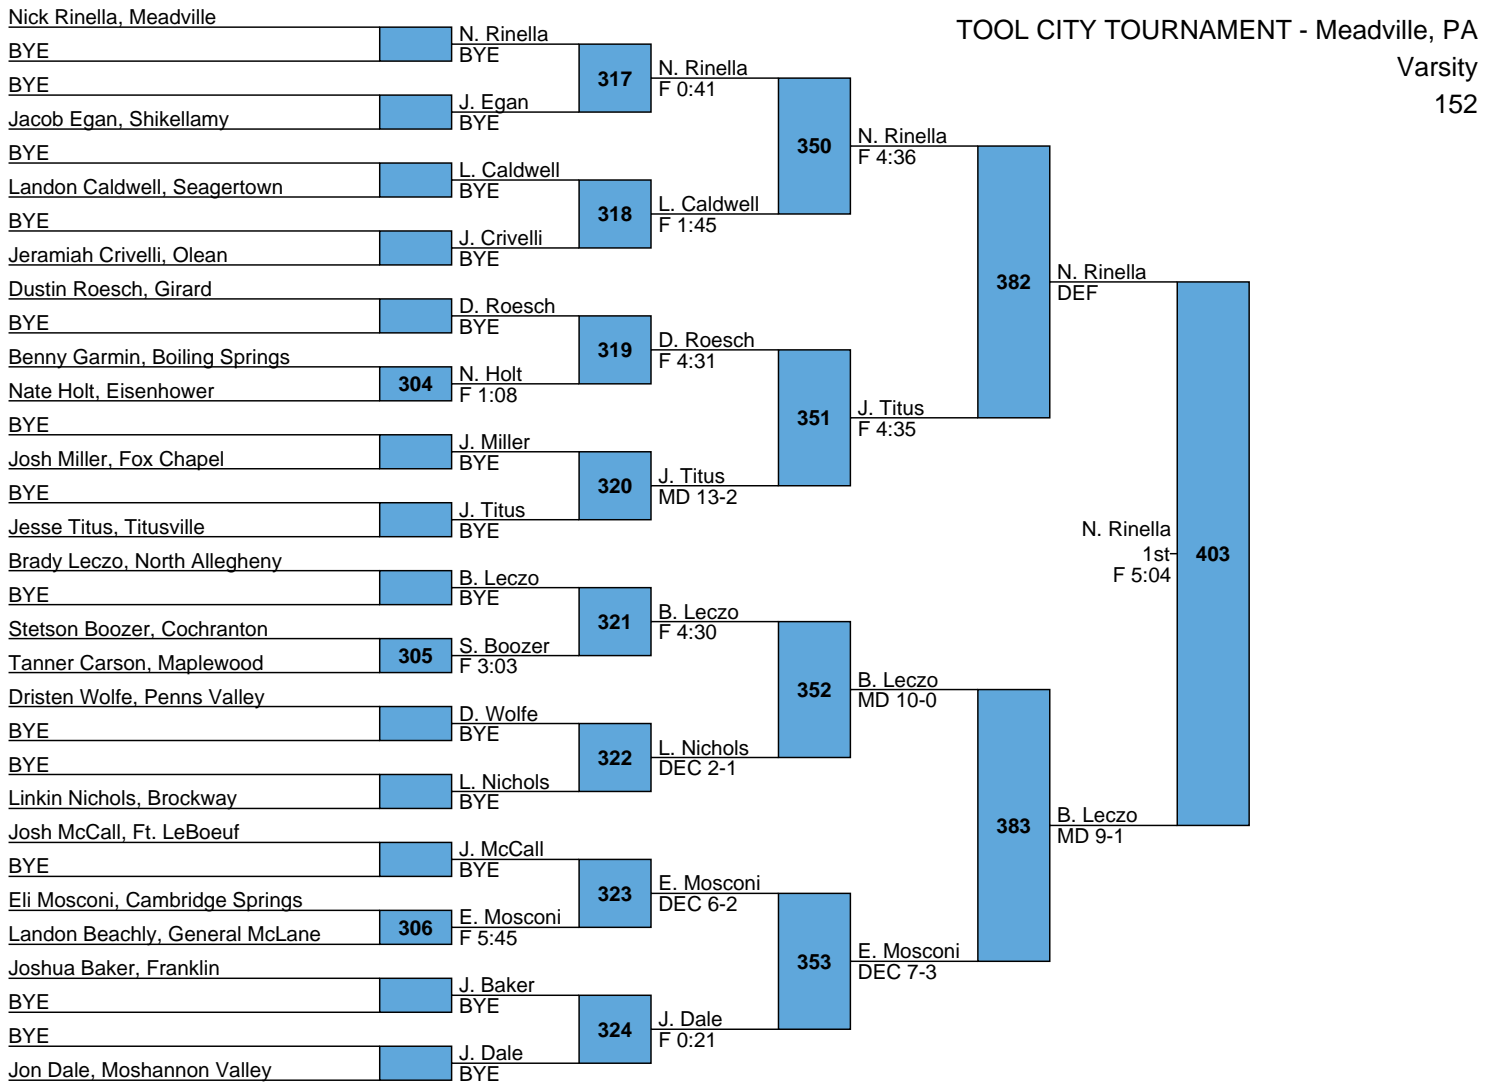 TOOL CITY TOURNAMENT - Meadville, PA
Varsity
152
Nick Rinella, Meadville
BYE
BYE
Jacob Egan, Shikellamy
BYE
Landon Caldwell, Seagertown
BYE
Jeramiah Crivelli, Olean
Dustin Roesch, Girard
BYE
Benny Garmin, Boiling Springs
304
Nate Holt, Eisenhower
BYE
Josh Miller, Fox Chapel
BYE
Jesse Titus, Titusville
Brady Leczo, North Allegheny
BYE
Stetson Boozer, Cochranton
305
Tanner Carson, Maplewood
Dristen Wolfe, Penns Valley
BYE
BYE
Linkin Nichols, Brockway
Josh McCall, Ft. LeBoeuf
BYE
Eli Mosconi, Cambridge Springs
306
Landon Beachly, General McLane
Joshua Baker, Franklin
BYE
BYE
Jon Dale, Moshannon Valley
N. Rinella
BYE
317
J. Egan
BYE
L. Caldwell
BYE
318
J. Crivelli
BYE
D. Roesch
BYE
319
N. Holt
F 1:08
J. Miller
BYE
320
J. Titus
BYE
B. Leczo
BYE
321
S. Boozer
F 3:03
D. Wolfe
BYE
322
L. Nichols
BYE
J. McCall
BYE
323
E. Mosconi
F 5:45
J. Baker
BYE
324
J. Dale
BYE
N. Rinella
F 0:41
350
L. Caldwell
F 1:45
D. Roesch
F 4:31
351
J. Titus
MD 13-2
B. Leczo
F 4:30
352
L. Nichols
DEC 2-1
E. Mosconi
DEC 6-2
353
J. Dale
F 0:21
N. Rinella
F 4:36
382
J. Titus
F 4:35
B. Leczo
MD 10-0
383
E. Mosconi
DEC 7-3
N. Rinella
DEF
403
B. Leczo
MD 9-1
N. Rinella
1st
F 5:04